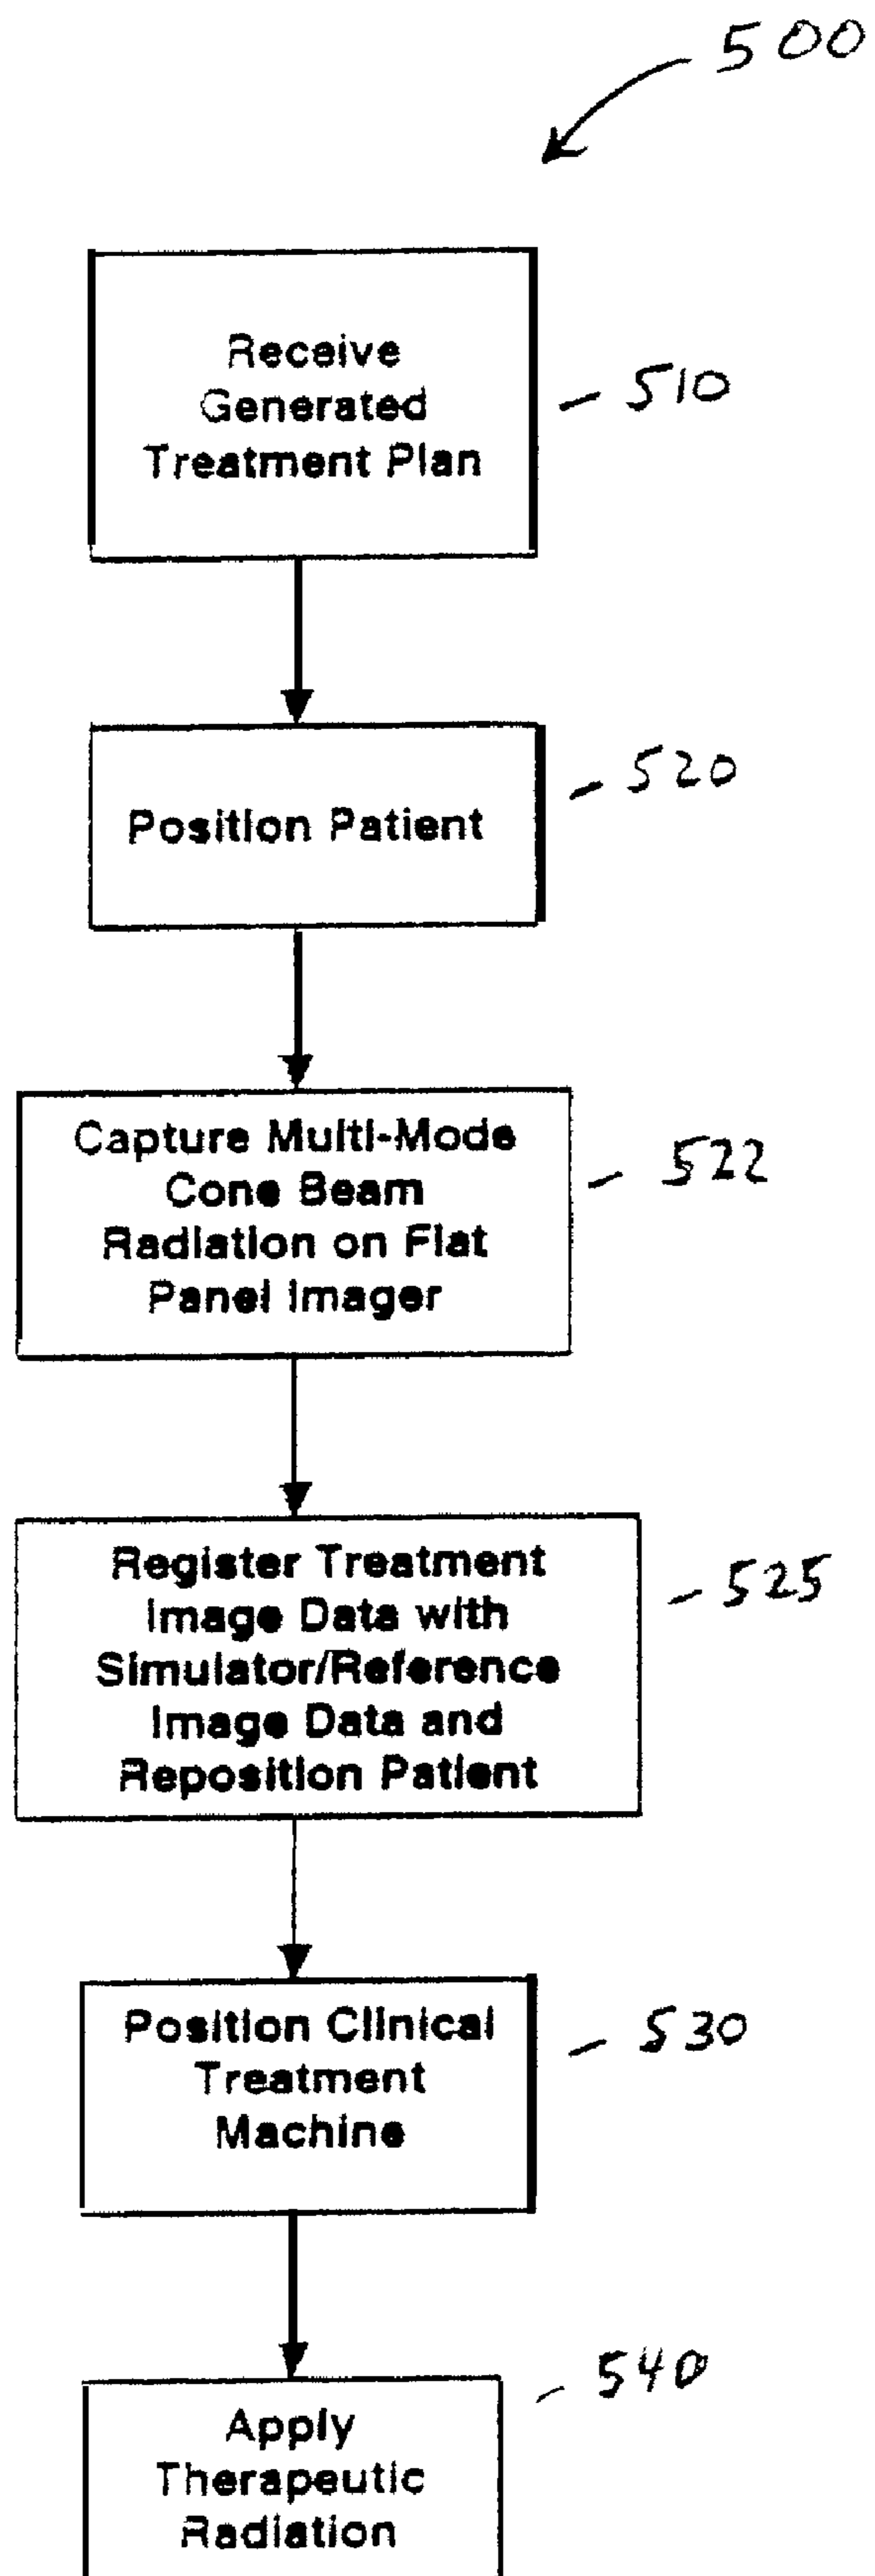 500
Receive
Generated
Treatment Plan
510
Position Patient
520
Capture Multi-Mode
Cone Beam
Radiation on Flat
Panel Imager
522
Register Treatment
Image Data with
Simulator/Reference
Image Data and
Reposition Patient
525
Position Clinical
Treatment
Machine
530
540
Apply
Therapeutic
Radiation